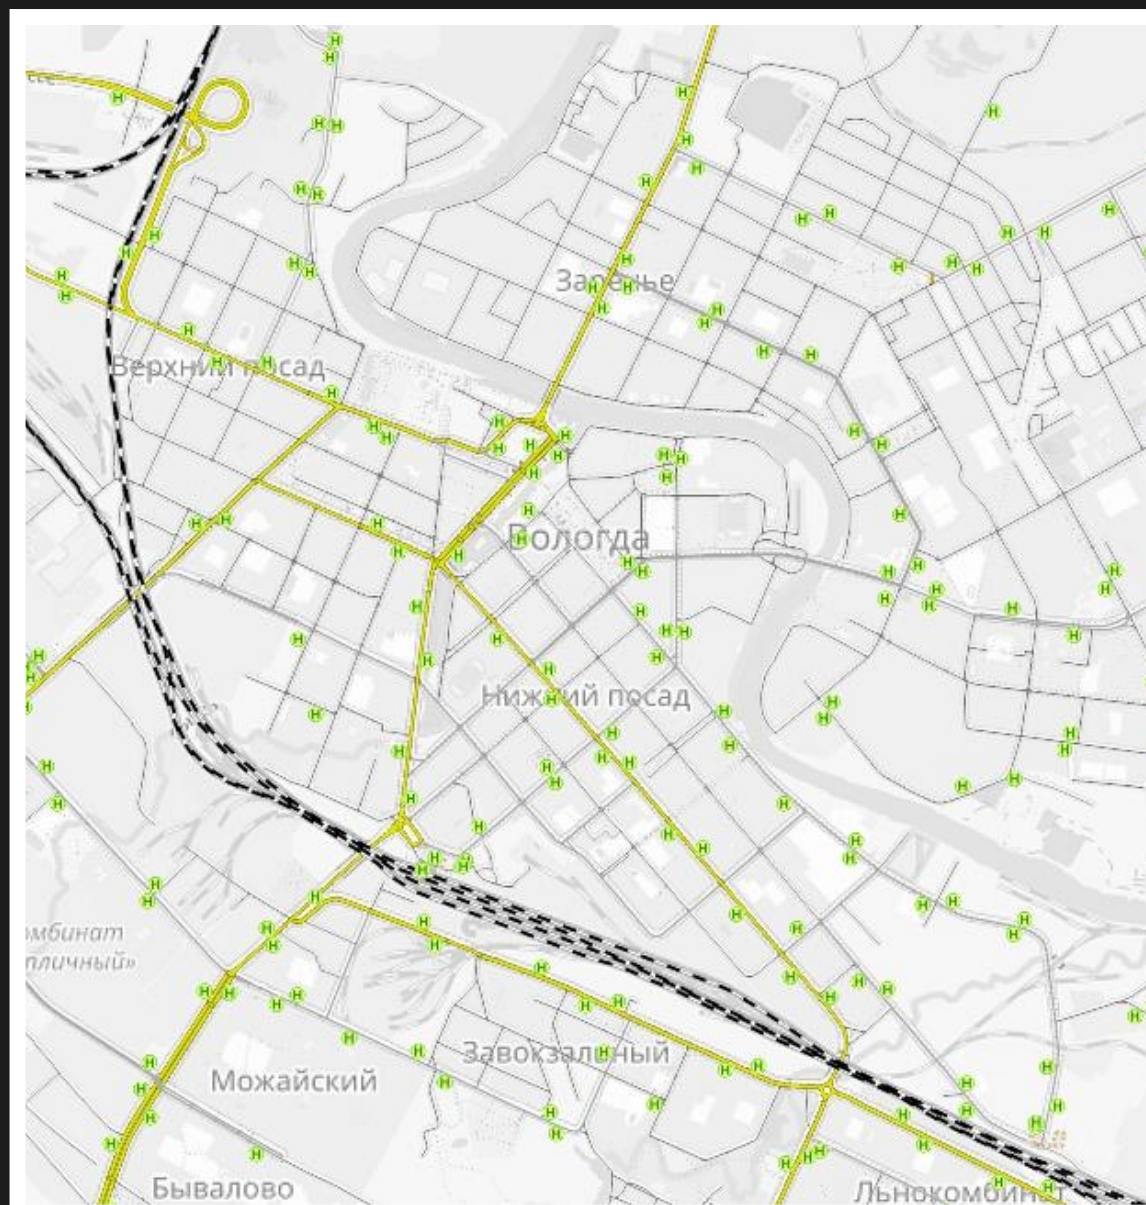 Заречье
Верхний посад
Вологда
Нижний посад
омбинат
пличный»
Завокзальный
Можайский
Бывалово
Льнокомбинат